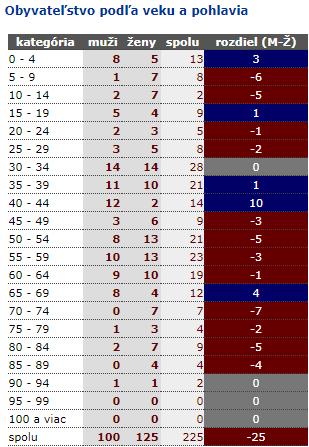 Obyvateľstvo podľa veku a pohlavia
kategória muži ženy spolu rozdiel (M-Ž)
0 - 4 8 5 13 3
5 - 9 1 7 8 -6
10 - 14 2 7 2 -5
15 - 19 5 4 9 1
20 - 24 2 3 5 -1
25 - 29 3 5 8 -2
30 - 34 14 14 28 0
35 - 39 11 10 21 1
40 - 44 12 2 14 10
45 - 49 3 6 9 -3
50 - 54 8 13 21 -5
55 - 59 10 13 23 -3
60 - 64 9 10 19 -1
65 - 69 8 4 12 4
70 - 74 0 7 7 -7
75 - 79 1 3 4 -2
80 - 84 2 7 9 -5
85 - 89 0 4 4 -4
90 - 94 1 1 2 0
95 - 99 0 0 0 0
100 a viac 0 0 0 0
spolu 100 125 225 -25